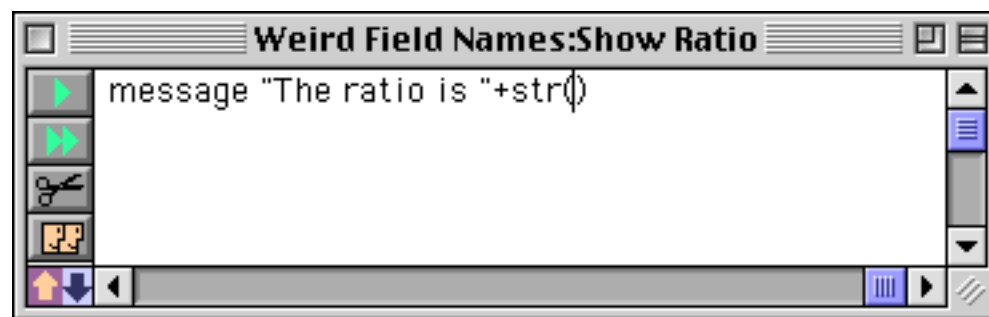 Weird Field Names:Show Ratio
message "The ratio is "+str()